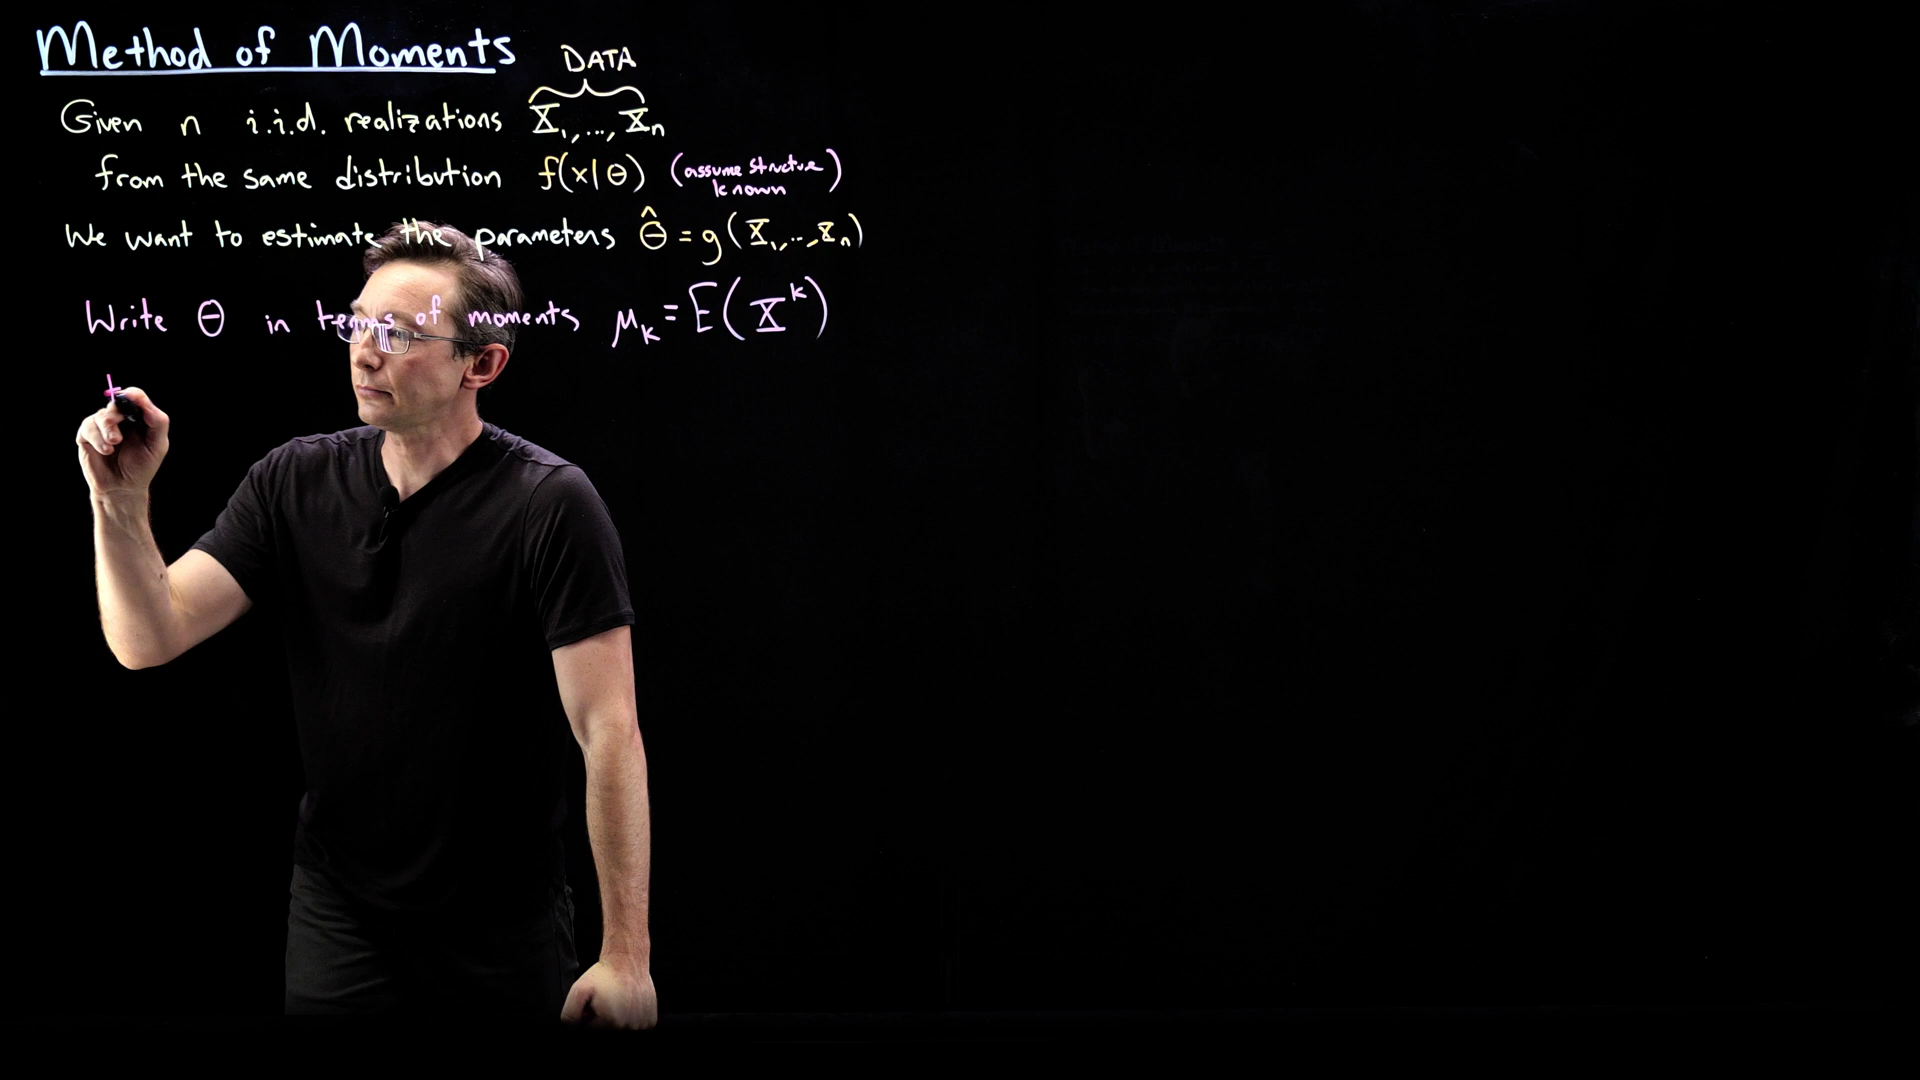 Method of Moments
DATA
Given n i.i.d. realizations X₁,...,Xₙ
from the same distribution f(x|θ) (assume structure known)
We want to estimate the parameters θ̂ = g(X₁,...,Xₙ)
Write θ in terms of moments μₖ = E(Xᵏ)